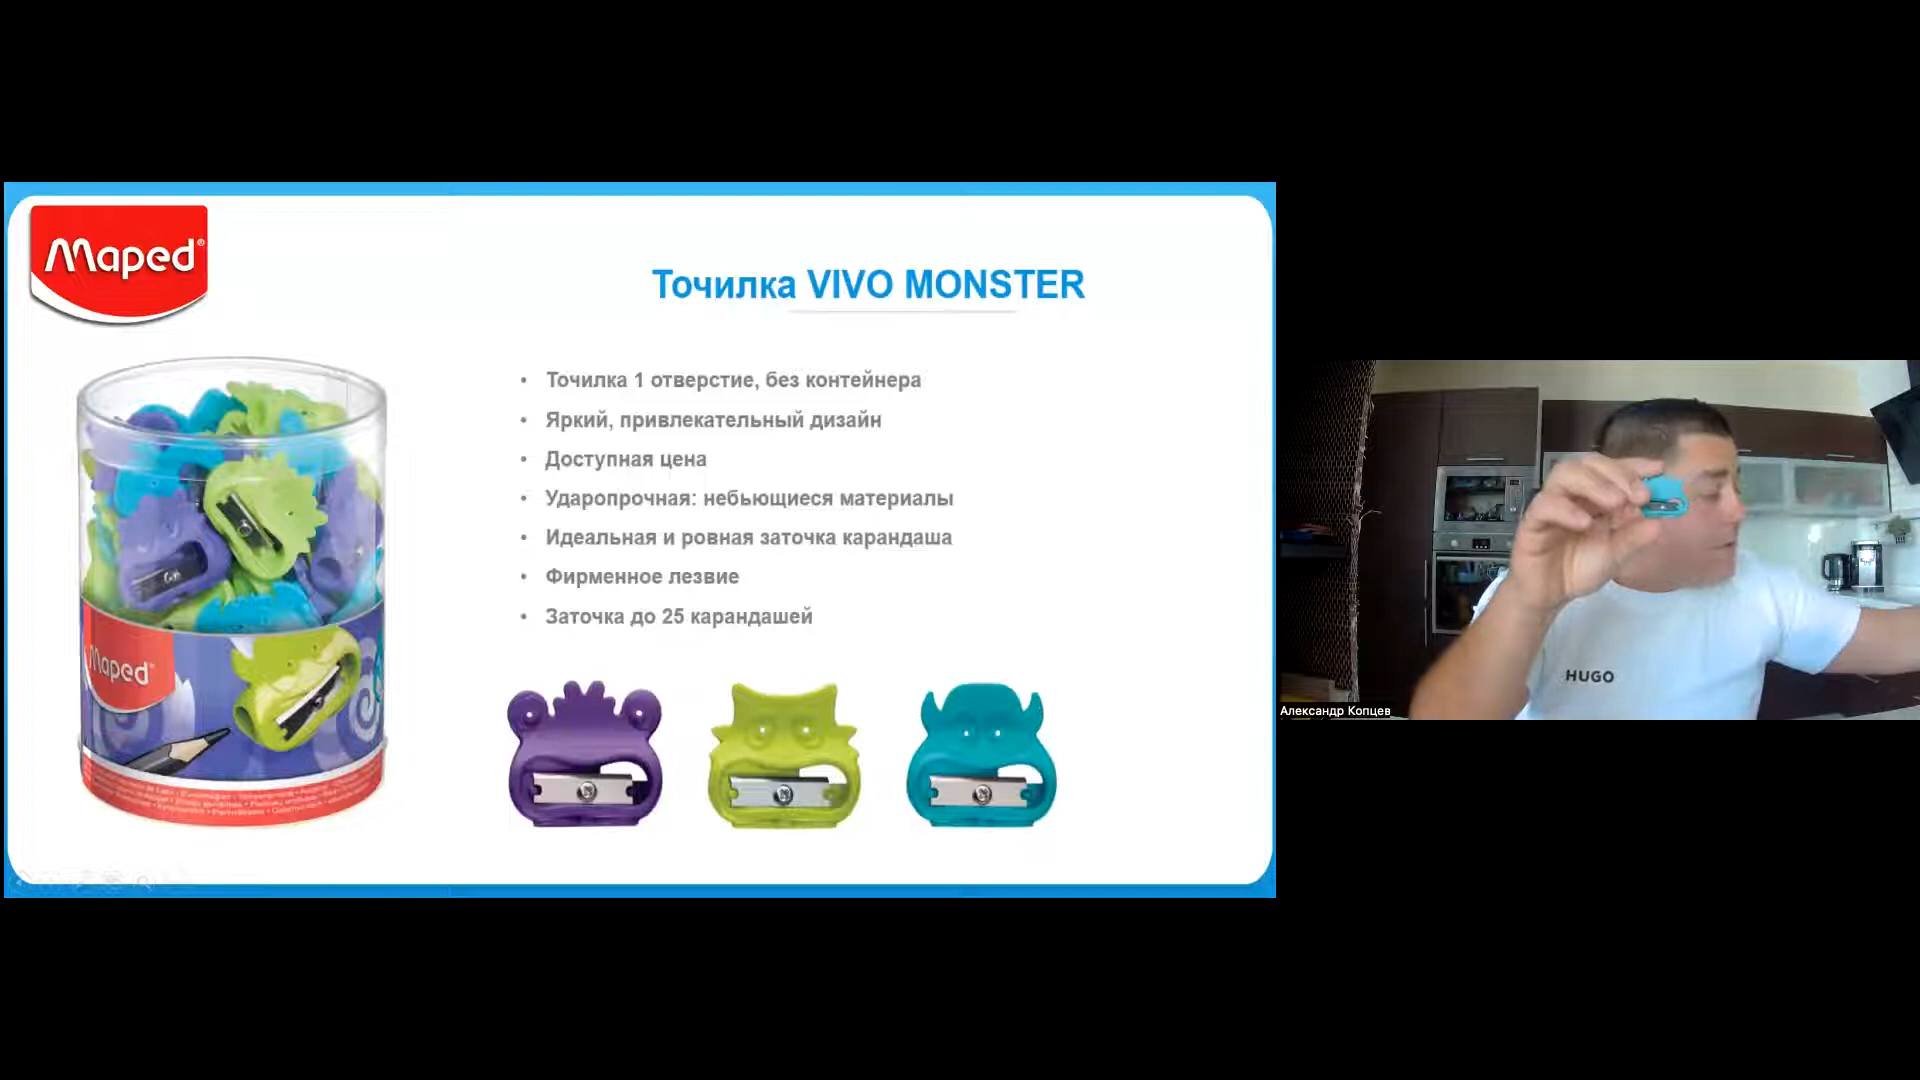 Maped®
Точилка VIVO MONSTER
• Точилка 1 отверстие, без контейнера
• Яркий, привлекательный дизайн
• Доступная цена
• Ударопрочная: небьющиеся материалы
• Идеальная и ровная заточка карандаша
• Фирменное лезвие
• Заточка до 25 карандашей
Maped®
HUGO
Александр Копцев